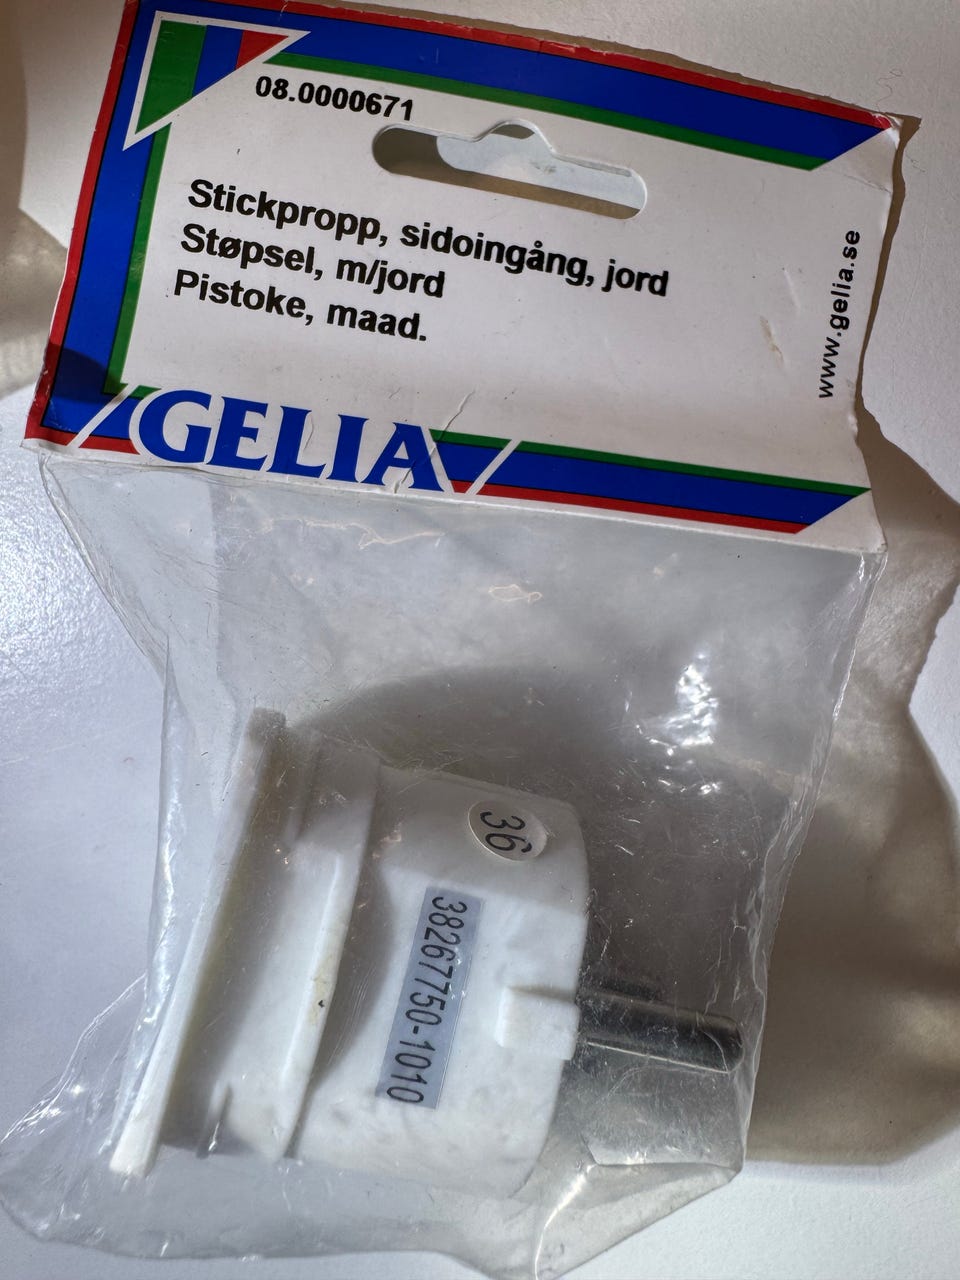 08.0000671
Stickpropp, sidoingång, jord
Støpsel, m/jord
Pistoke, maad.
www.gelia.se
GELIA
36
38267750-1010